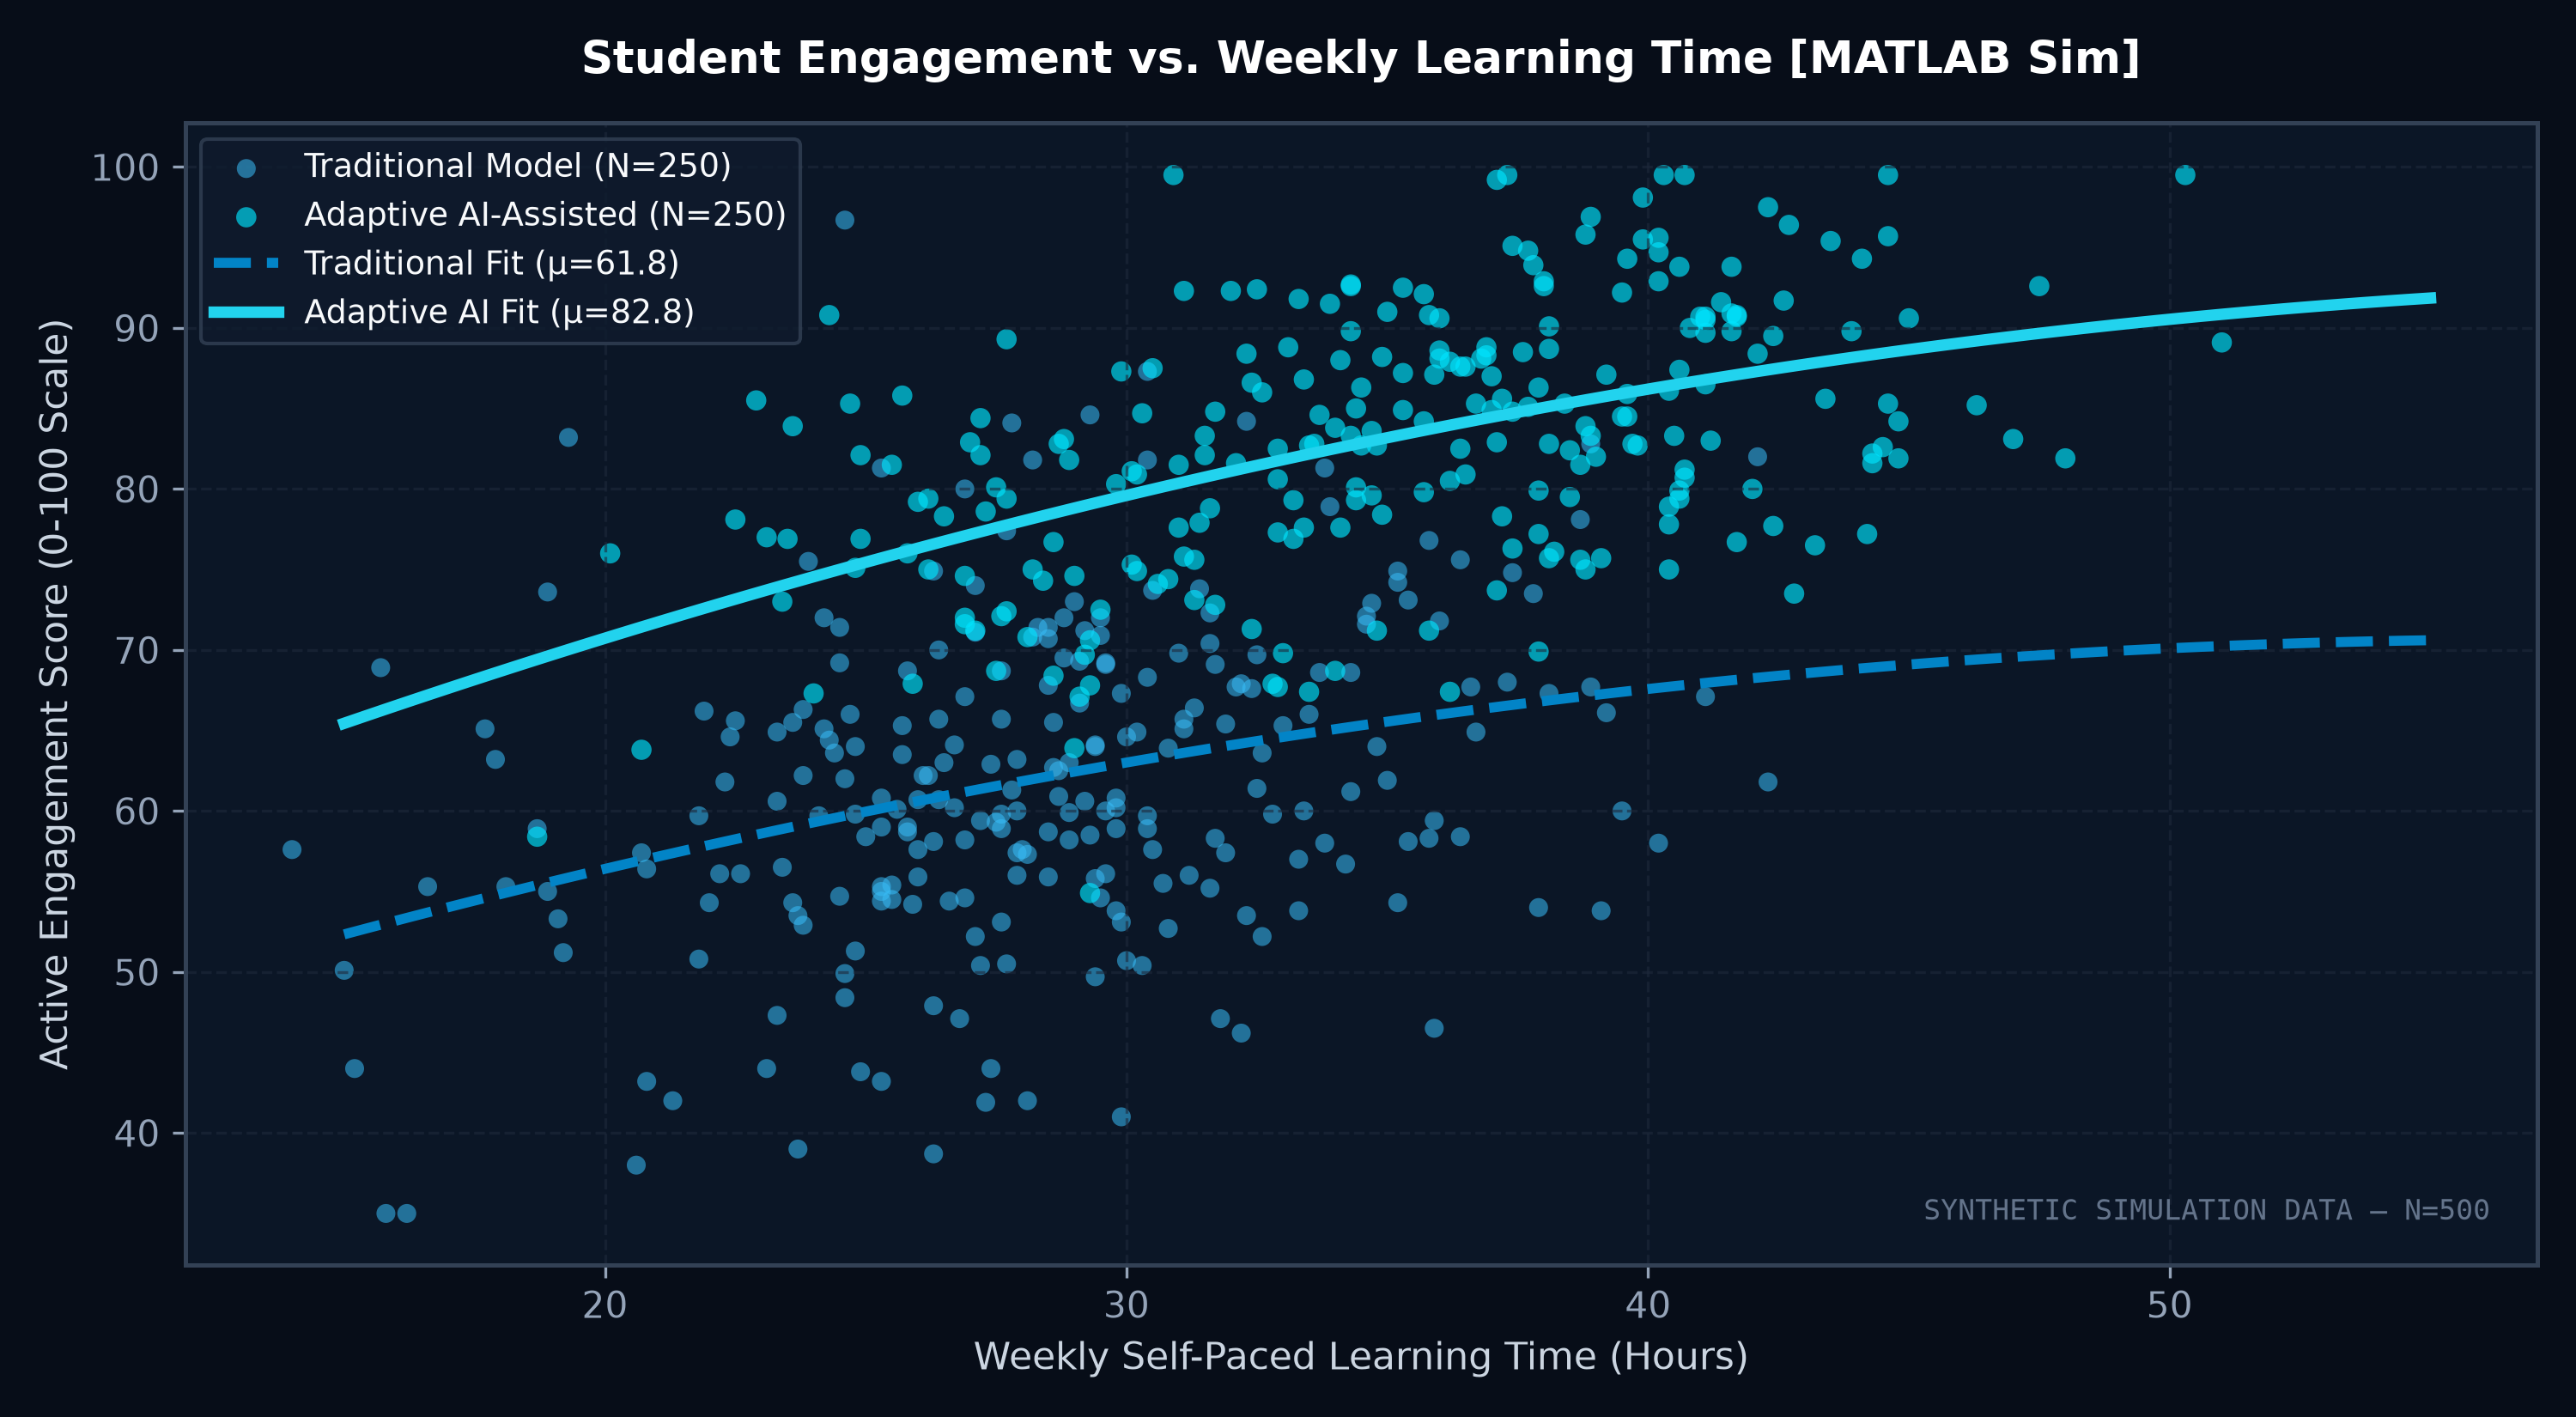 Student Engagement vs. Weekly Learning Time [MATLAB Sim]
Traditional Model (N=250)
Adaptive AI-Assisted (N=250)
Traditional Fit (μ=61.8)
Adaptive AI Fit (μ=82.8)
Active Engagement Score (0-100 Scale)
100
90
80
70
60
50
40
SYNTHETIC SIMULATION DATA — N=500
20
30
40
50
Weekly Self-Paced Learning Time (Hours)